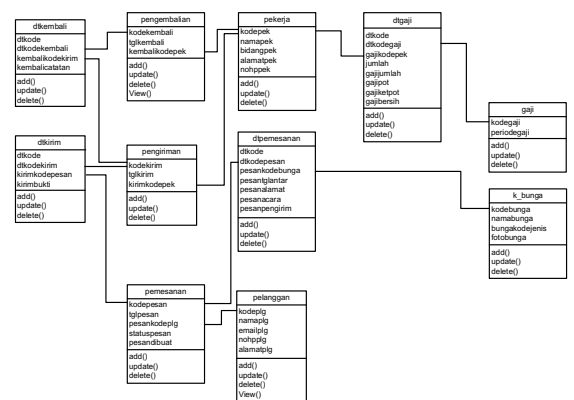 dtkembali
dtkode
dtkodekembali
kembalikodekirim
kembalicatatan
add()
update()
delete()
pengembalian
kodekembali
tglkembali
kembalikodepek
add()
update()
delete()
View()
pekerja
kodepek
namapek
bidangpek
alamatpek
nohppek
add()
update()
delete()
dtgaji
dtkode
dtkodegaji
gajikodepek
jumlah
gajijumlah
gajipot
gajiketpot
gajibersih
add()
update()
delete()
gaji
kodegaji
periodegaji
add()
update()
delete()
dtkirim
dtkode
dtkodekirim
kirimkodepesan
kirimbukti
add()
update()
delete()
pengiriman
kodekirim
tglkirim
kirimkodepek
add()
update()
delete()
dtpemesanan
dtkode
dtkodepesan
pesankodebunga
pesantglantar
pesanalamat
pesanacara
pesanpengirim
add()
update()
delete()
k_bunga
kodebunga
namabunga
bungakodejenis
fotobunga
add()
update()
delete()
pemesanan
kodepesan
tglpesan
pesankodeplg
statuspesan
pesandibuat
add()
update()
delete()
pelanggan
kodeplg
namaplg
emailplg
nohpplg
alamatplg
add()
update()
delete()
View()